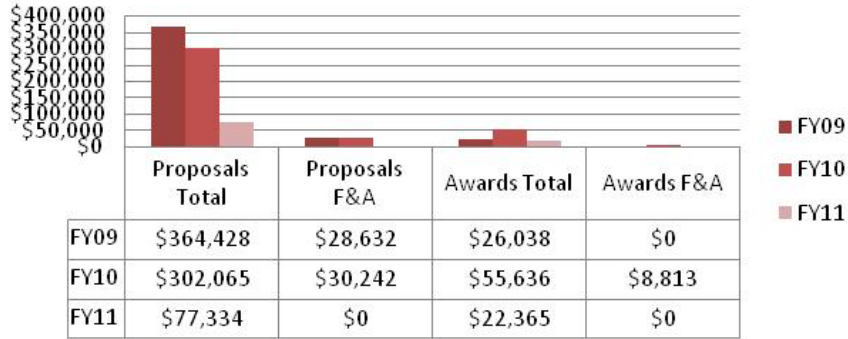 $400,000
$350,000
$300,000
$250,000
$200,000
$150,000
$100,000
$50,000
$0
Proposals Total
Proposals F&A
Awards Total
Awards F&A
FY09 $364,428 $28,632 $26,038 $0
FY10 $302,065 $30,242 $55,636 $8,813
FY11 $77,334 $0 $22,365 $0
FY09
FY10
FY11